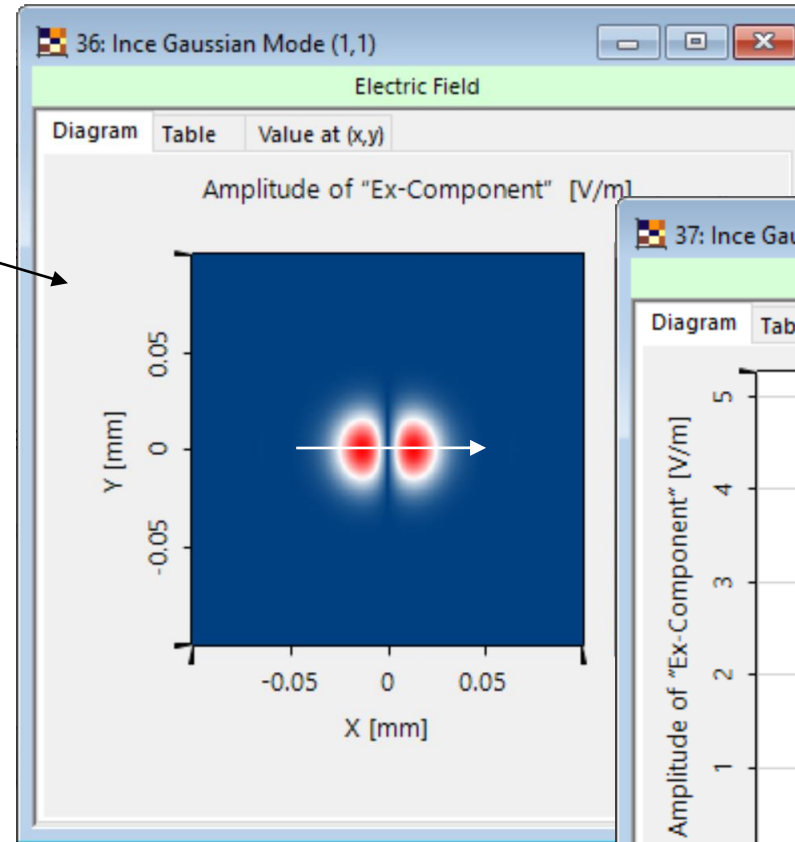 36: Ince Gaussian Mode (1,1)
Electric Field
Diagram Table Value at (x,y)
Amplitude of "Ex-Component" [V/m]
0.05
0
-0.05
Y [mm]
-0.05 0 0.05
X [mm]
37: Ince Gau
Diagram Tab
5
4
3
2
1
Amplitude of "Ex-Component" [V/m]